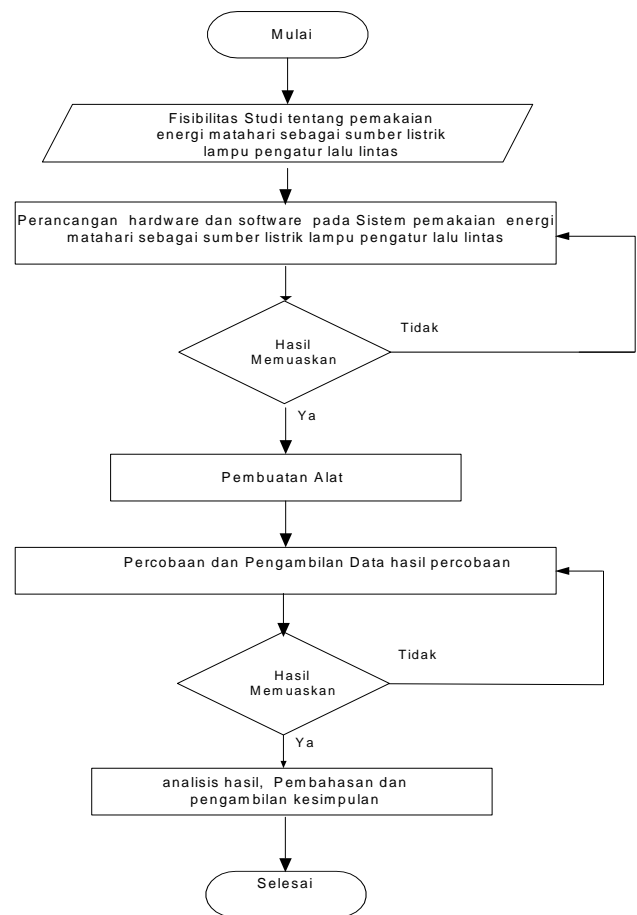 Mulai
Fisibilitas Studi tentang pemakaian
energi matahari sebagai sumber listrik
lampu pengatur lalu lintas
Perancangan hardware dan software pada Sistem pemakaian energi
matahari sebagai sumber listrik lampu pengatur lalu lintas
Tidak
Hasil
Memuaskan
Ya
Pembuatan Alat
Percobaan dan Pengambilan Data hasil percobaan
Tidak
Hasil
Memuaskan
Ya
analisis hasil, Pembahasan dan
pengambilan kesimpulan
Selesai